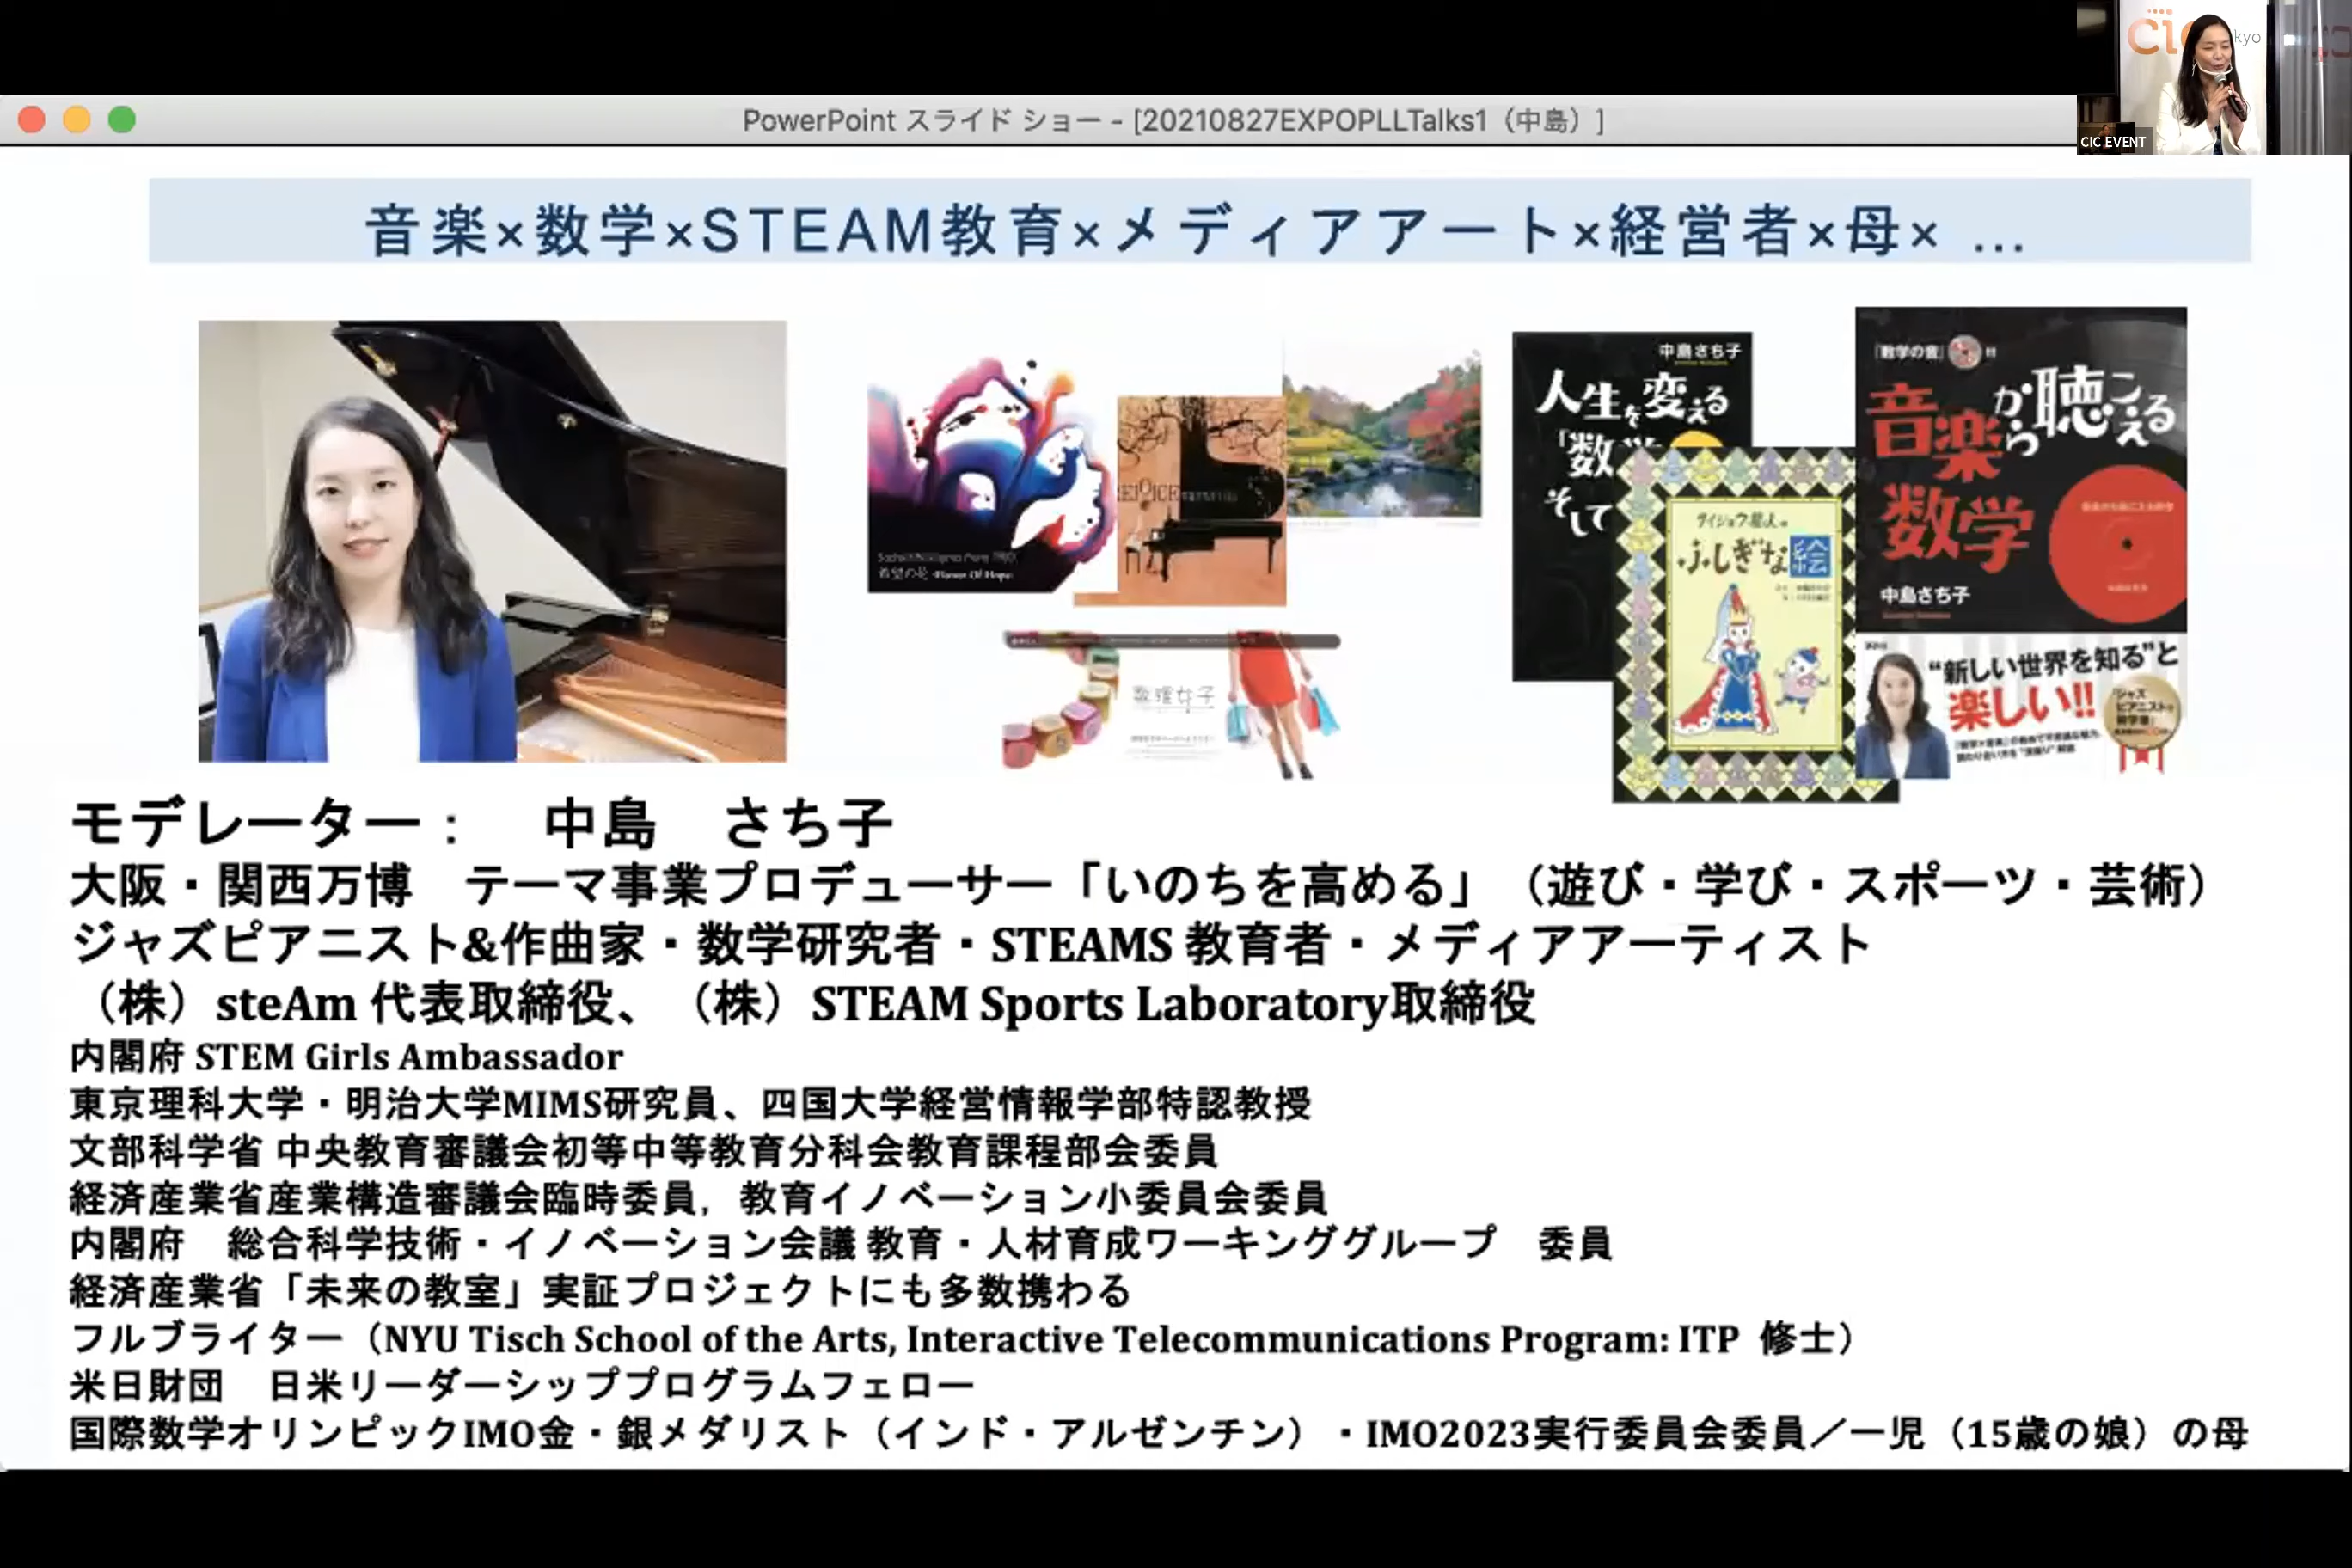 PowerPoint スライド ショー - [20210827EXPOPLLTalks1（中島）]
CIC EVENT
音楽×数学×STEAM教育×メディアアート×経営者×母× …
REJOICE
数理女子
中島さち子
人生を変える
「数
そして
ふしぎな絵
『数学の音』
音楽から聴こえる
数学
中島さち子
“新しい世界を知る”と
楽しい!!
モデレーター：　中島　さち子
大阪・関西万博　テーマ事業プロデューサー「いのちを高める」（遊び・学び・スポーツ・芸術）
ジャズピアニスト&作曲家・数学研究者・STEAMS 教育者・メディアアーティスト
（株）steAm 代表取締役、（株）STEAM Sports Laboratory取締役
内閣府 STEM Girls Ambassador
東京理科大学・明治大学MIMS研究員、四国大学経営情報学部特認教授
文部科学省 中央教育審議会初等中等教育分科会教育課程部会委員
経済産業省産業構造審議会臨時委員，教育イノベーション小委員会委員
内閣府　総合科学技術・イノベーション会議 教育・人材育成ワーキンググループ　委員
経済産業省「未来の教室」実証プロジェクトにも多数携わる
フルブライター（NYU Tisch School of the Arts, Interactive Telecommunications Program: ITP 修士）
米日財団　日米リーダーシッププログラムフェロー
国際数学オリンピックIMO金・銀メダリスト（インド・アルゼンチン）・IMO2023実行委員会委員／一児（15歳の娘）の母